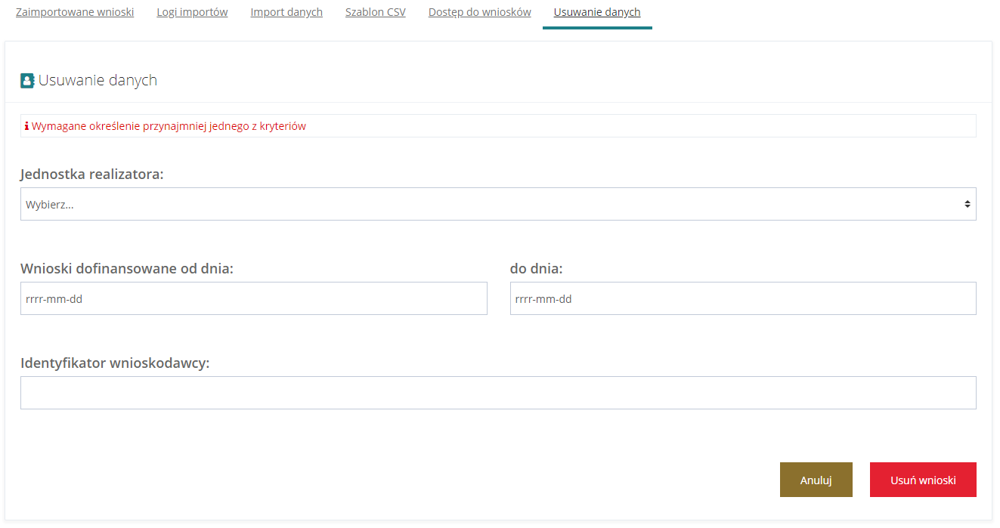 Zaimportowane wnioski Logi importów Import danych Szablon CSV Dostęp do wniosków Usuwanie danych
Usuwanie danych
Wymagane określenie przynajmniej jednego z kryteriów
Jednostka realizatora:
Wybierz...
Wnioski dofinansowane od dnia: do dnia:
rrrr-mm-dd rrrr-mm-dd
Identyfikator wnioskodawcy:
Anuluj Usuń wnioski